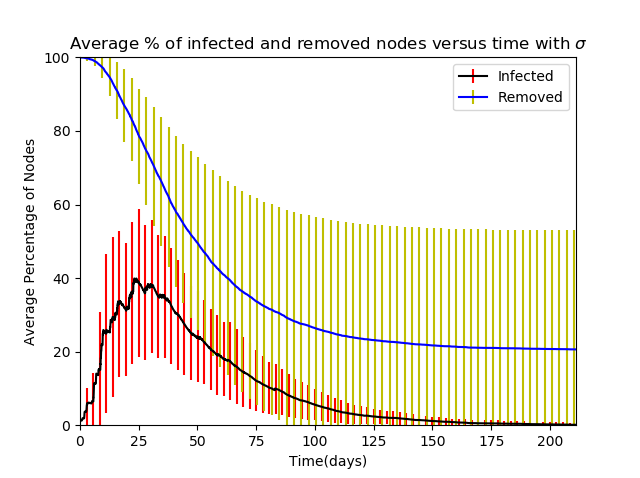 Average % of infected and removed nodes versus time with σ
Infected
Removed
Average Percentage of Nodes
100
80
60
40
20
0
0 25 50 75 100 125 150 175 200
Time(days)